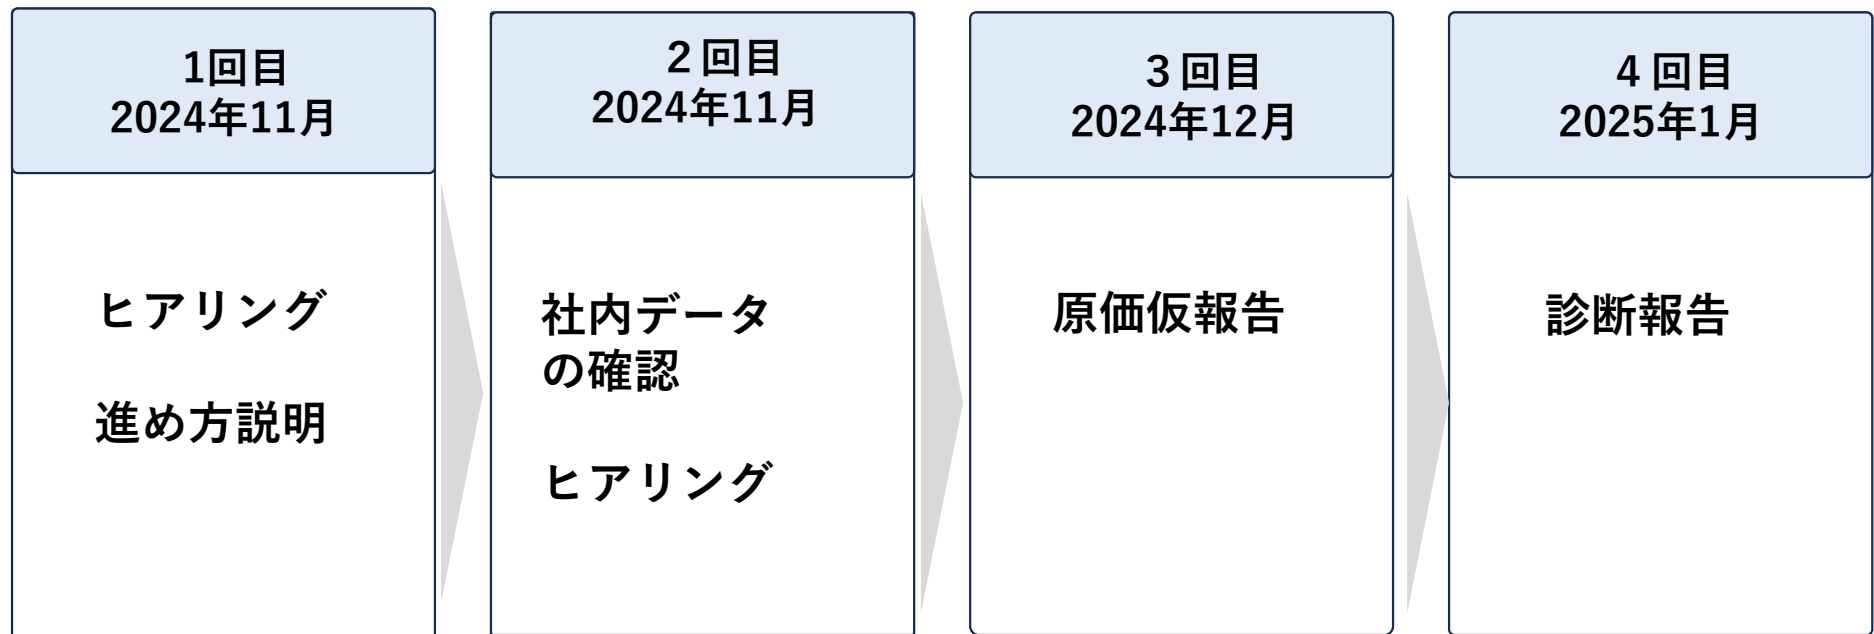 1回目
2024年11月
ヒアリング
進め方説明
２回目
2024年11月
社内データ
の確認
ヒアリング
３回目
2024年12月
原価仮報告
４回目
2025年1月
診断報告